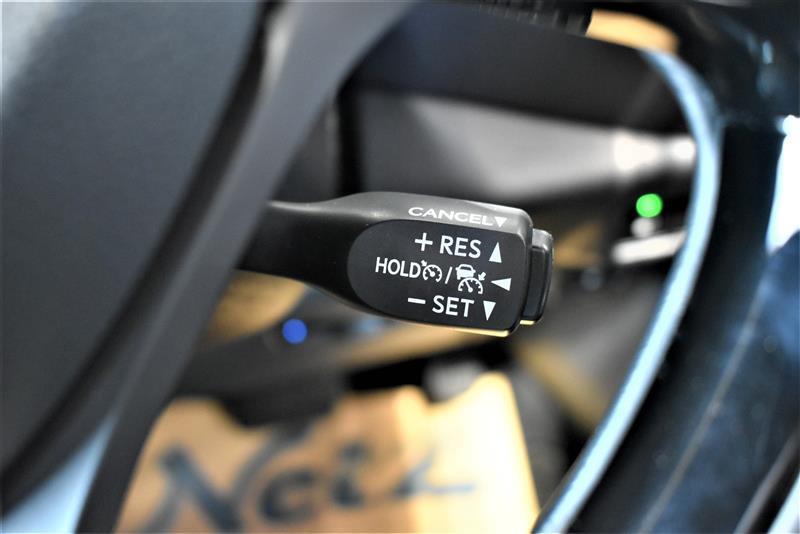 CANCEL▼
+ RES ▲
HOLD / ◀
− SET ▼